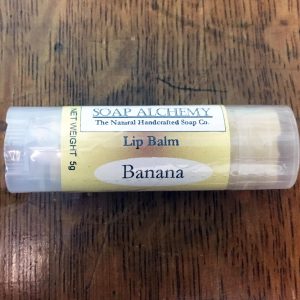 SOAP ALCHEMY
The Natural Handcrafted Soap Co.
Lip Balm
Banana
NET WEIGHT 5g